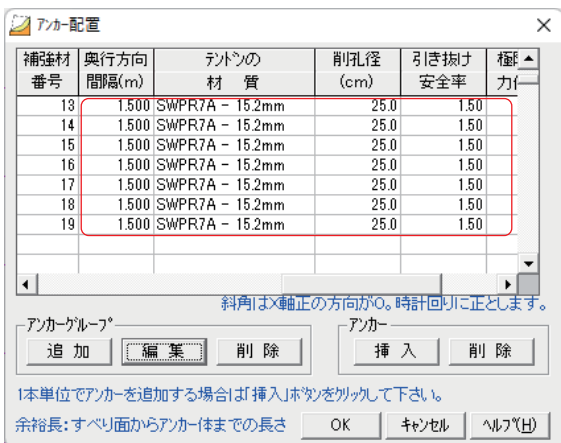 アンカー配置
補強材 奥行方向 テンドンの 削孔径 引き抜け
番号 間隔(m) 材 質 (cm) 安全率
13 1.500 SWPR7A - 15.2mm 25.0 1.50
14 1.500 SWPR7A - 15.2mm 25.0 1.50
15 1.500 SWPR7A - 15.2mm 25.0 1.50
16 1.500 SWPR7A - 15.2mm 25.0 1.50
17 1.500 SWPR7A - 15.2mm 25.0 1.50
18 1.500 SWPR7A - 15.2mm 25.0 1.50
19 1.500 SWPR7A - 15.2mm 25.0 1.50
斜角はX軸正の方向が0。時計回りに正とします。
アンカーグループ アンカー
追 加 編 集 削 除 挿 入 削 除
1本単位でアンカーを追加する場合は「挿入」ボタンをクリックして下さい。
余裕長:すべり面からアンカー体までの長さ OK キャンセル ヘルプ(H)